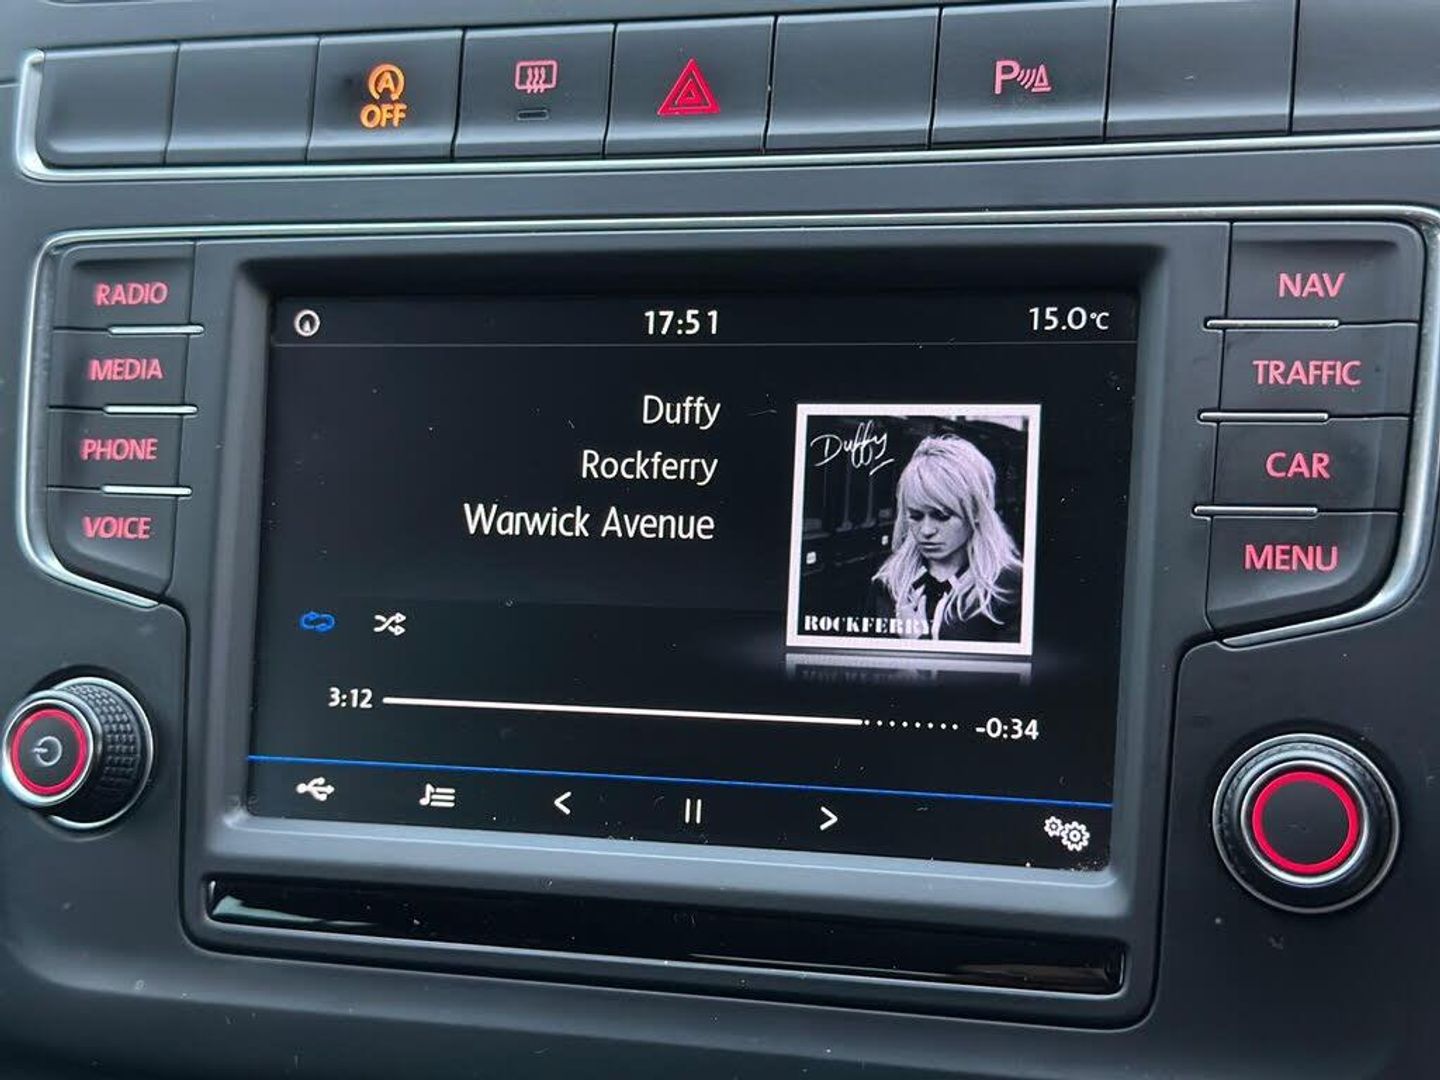 A
OFF
P
RADIO
MEDIA
PHONE
VOICE
17:51
15.0°C
Duffy
Rockferry
Warwick Avenue
Duffy
ROCKFERRY
3:12
-0:34
NAV
TRAFFIC
CAR
MENU